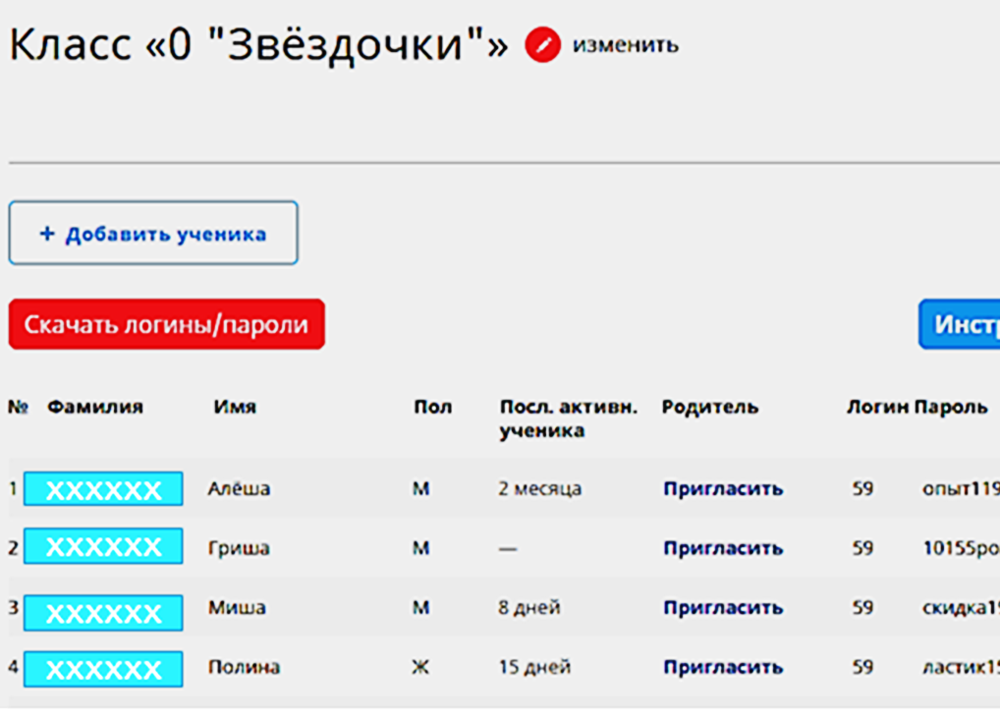 Класс «0 "Звёздочки"» изменить
+ Добавить ученика
Скачать логины/пароли Инстр
№ Фамилия Имя Пол Посл. активн. ученика Родитель Логин Пароль
1 XXXXXX Алёша М 2 месяца Пригласить 59 опыт119
2 XXXXXX Гриша М — Пригласить 59 10155ро
3 XXXXXX Миша М 8 дней Пригласить 59 скидка19
4 XXXXXX Полина Ж 15 дней Пригласить 59 ластик15